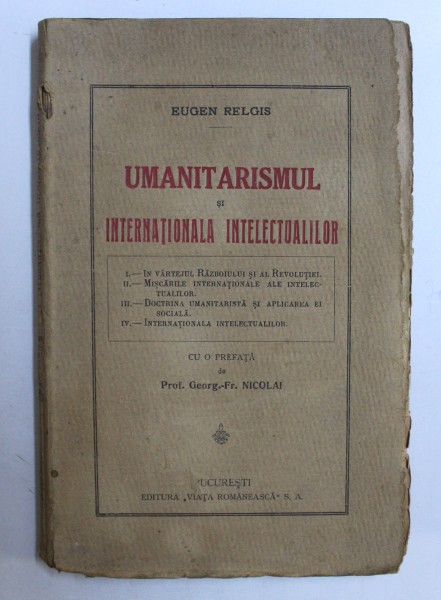 EUGEN RELGIS
UMANITARISMUL
și
INTERNAȚIONALA INTELECTUALILOR
I.— În vârtejul Războiului și al Revoluției.
II.— Mișcările internaționale ale intelec-
tualilor.
III.— Doctrina umanitaristă și aplicarea ei
socială.
IV.— Internaționala intelectualilor.
CU O PREFAȚĂ
de
Prof. Georg.-Fr. NICOLAI
BUCUREȘTI
EDITURA „VIAȚA ROMÂNEASCĂ“ S. A.